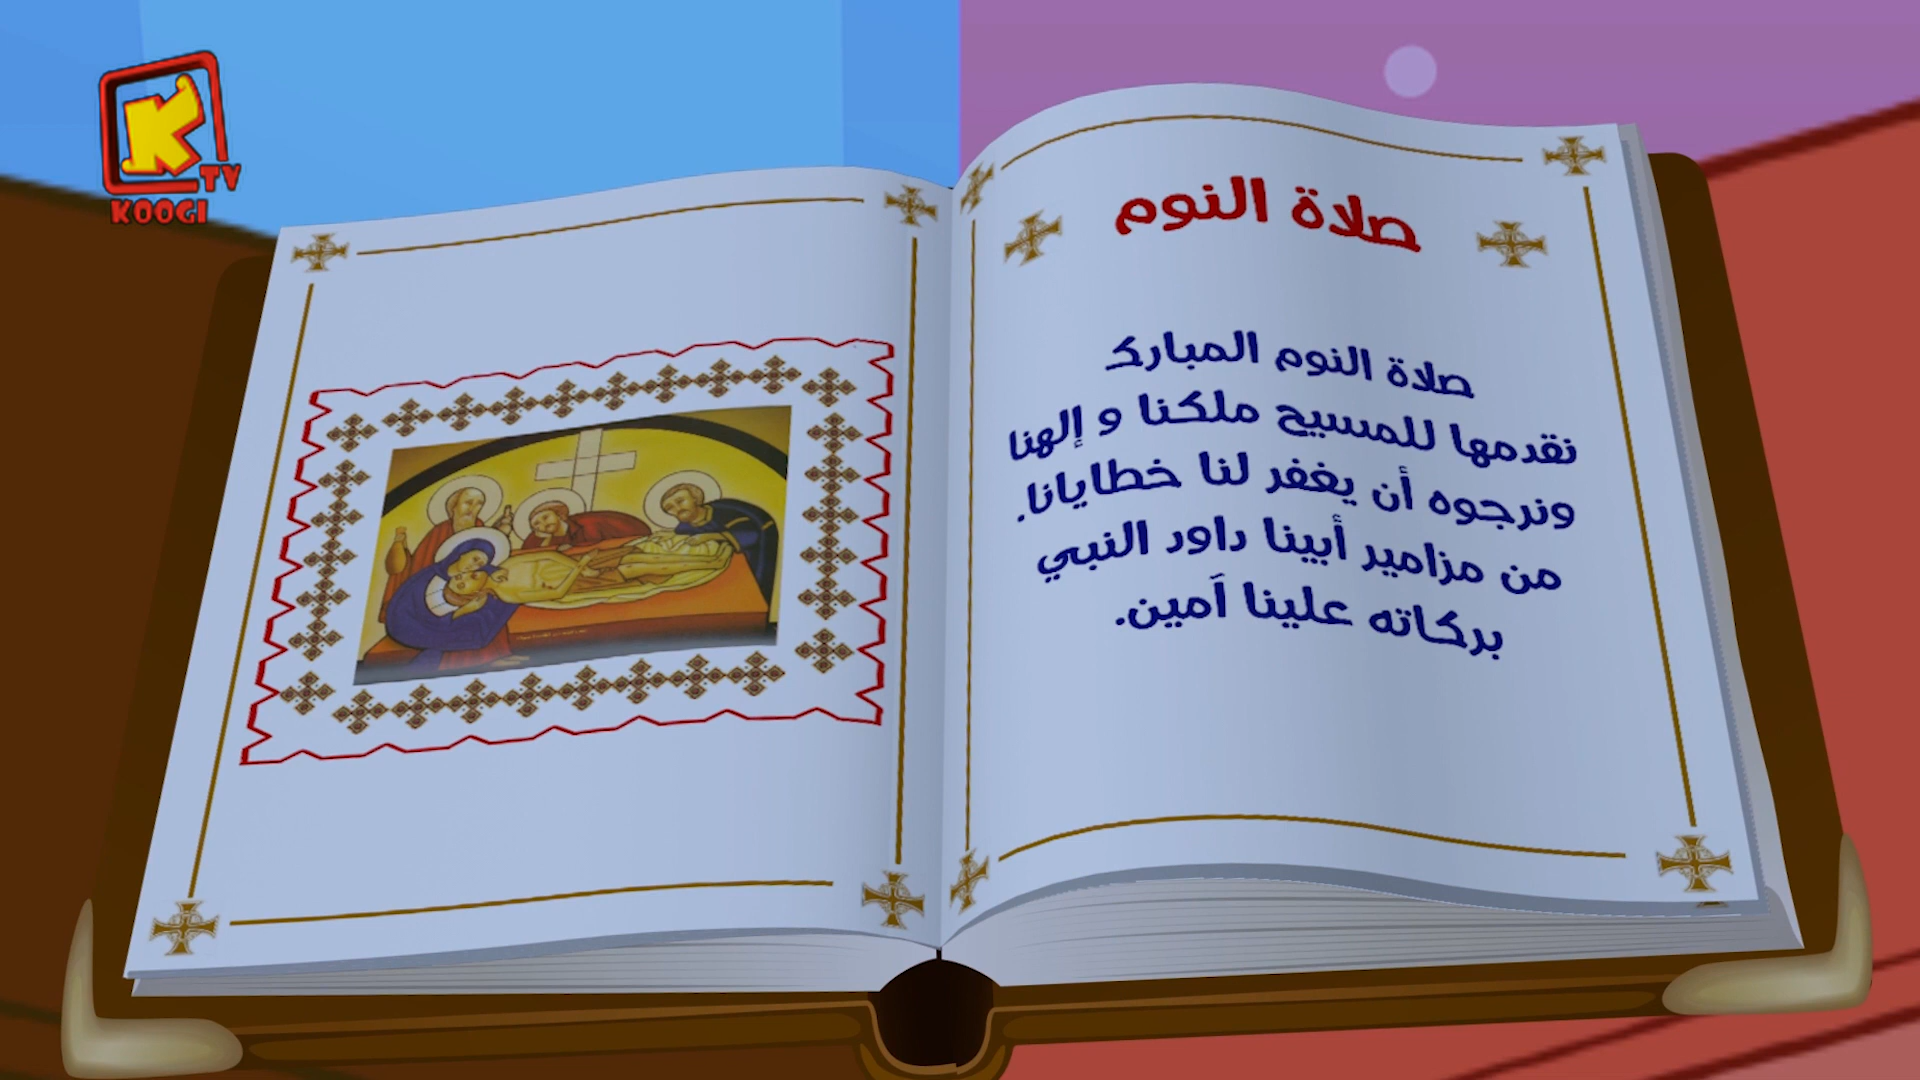 K TV
KOOGI
صلاة النوم
صلاة النوم المبارك
نقدمها للمسيح ملكنا و إلهنا
ونرجوه أن يغفر لنا خطايانا.
من مزامير أبينا داود النبي
بركاته علينا آمين.